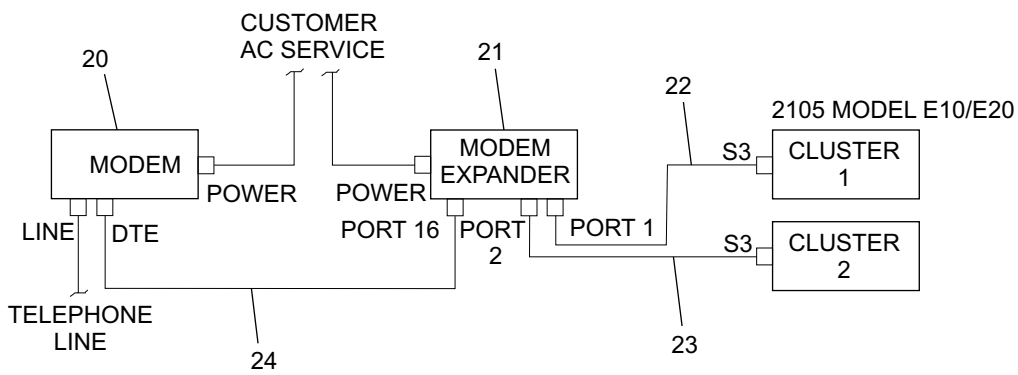 CUSTOMER
AC SERVICE
20
21
22
2105 MODEL E10/E20
MODEM
POWER
MODEM
EXPANDER
POWER
S3
CLUSTER
1
LINE
DTE
PORT 16
PORT
2
PORT 1
S3
CLUSTER
2
TELEPHONE
LINE
24
23